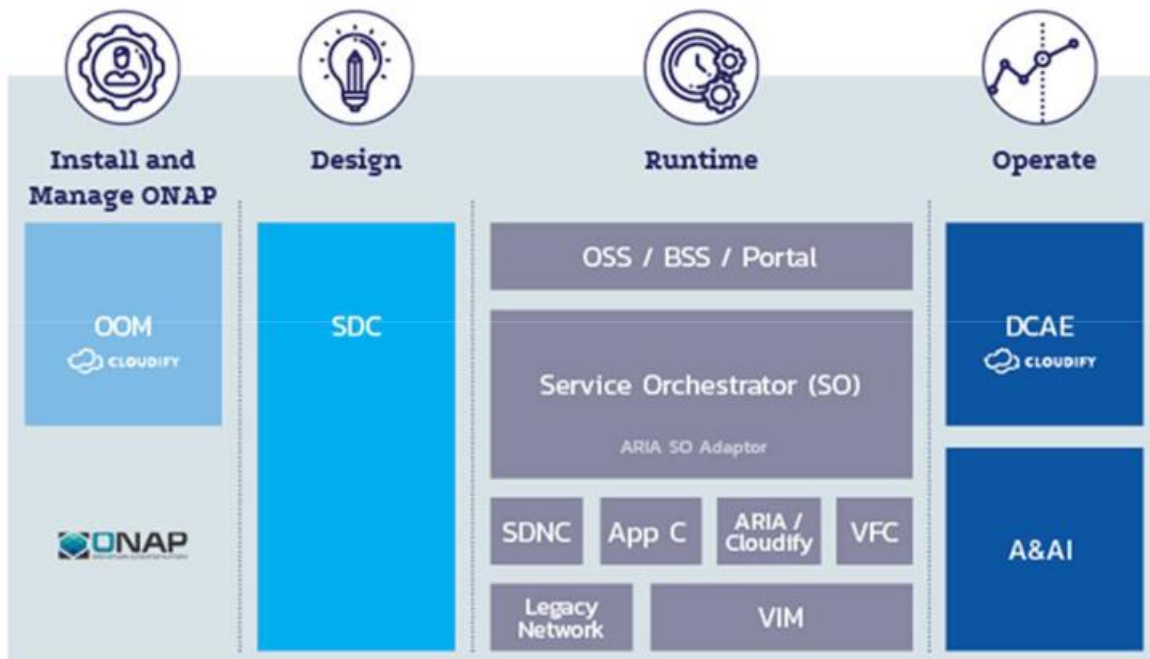 Install and
Manage ONAP
Design
Runtime
Operate
OOM
CLOUDIFY
ONAP
SDC
OSS / BSS / Portal
Service Orchestrator (SO)
ARIA SO Adaptor
SDNC
App C
ARIA /
Cloudify
VFC
Legacy
Network
VIM
DCAE
CLOUDIFY
A&AI